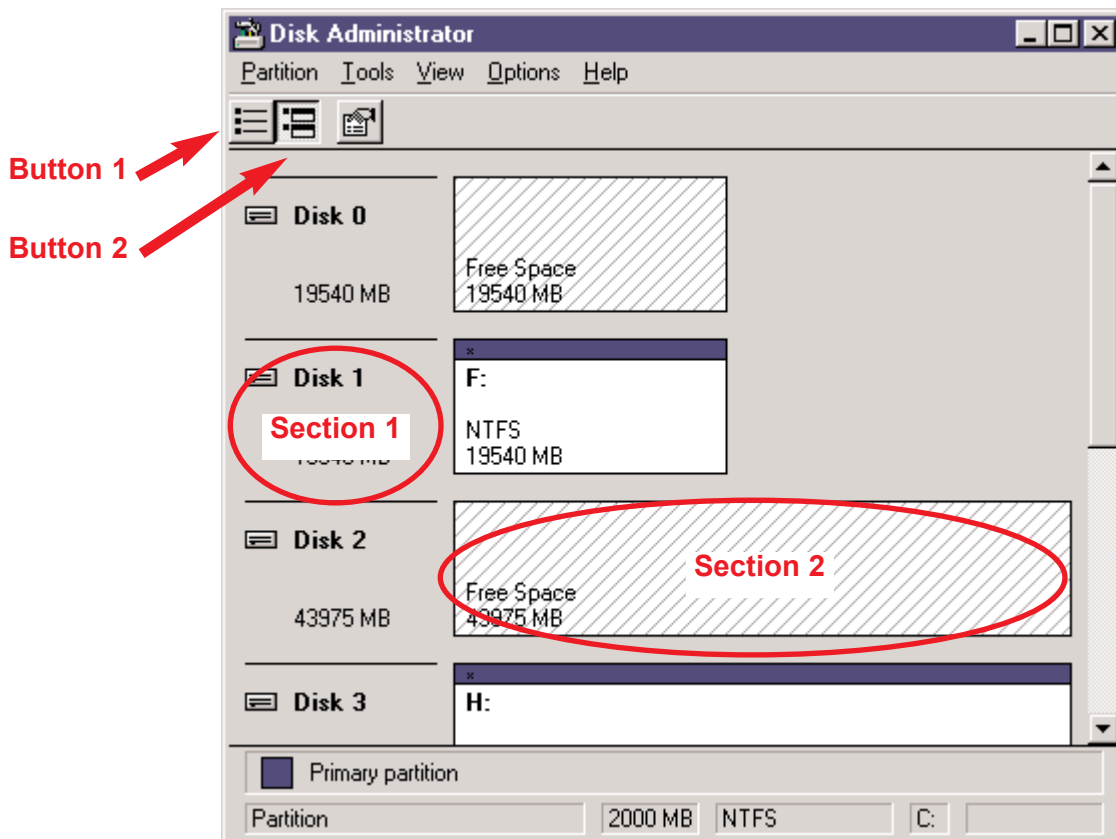 Disk Administrator
Partition Tools View Options Help
Button 1
Button 2
Disk 0
19540 MB
Free Space
19540 MB
Disk 1
Section 1
F:
NTFS
19540 MB
Disk 2
43975 MB
Section 2
Free Space
43975 MB
Disk 3
H:
Primary partition
Partition 2000 MB NTFS C: